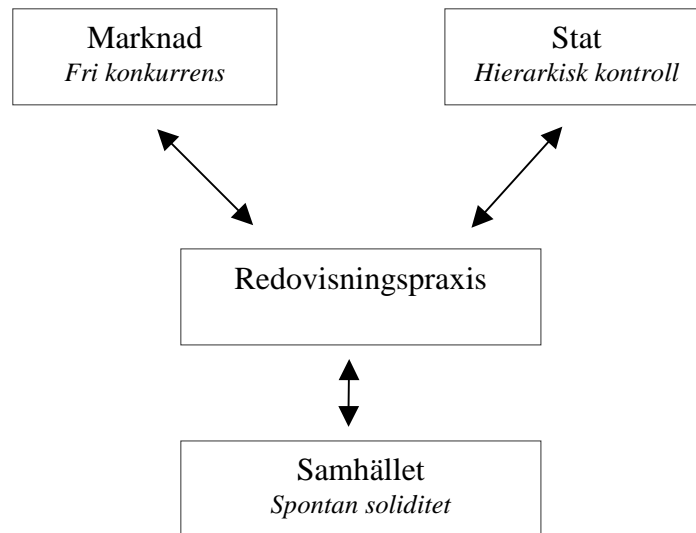 Marknad
Fri konkurrens
Stat
Hierarkisk kontroll
Redovisningspraxis
Samhället
Spontan soliditet